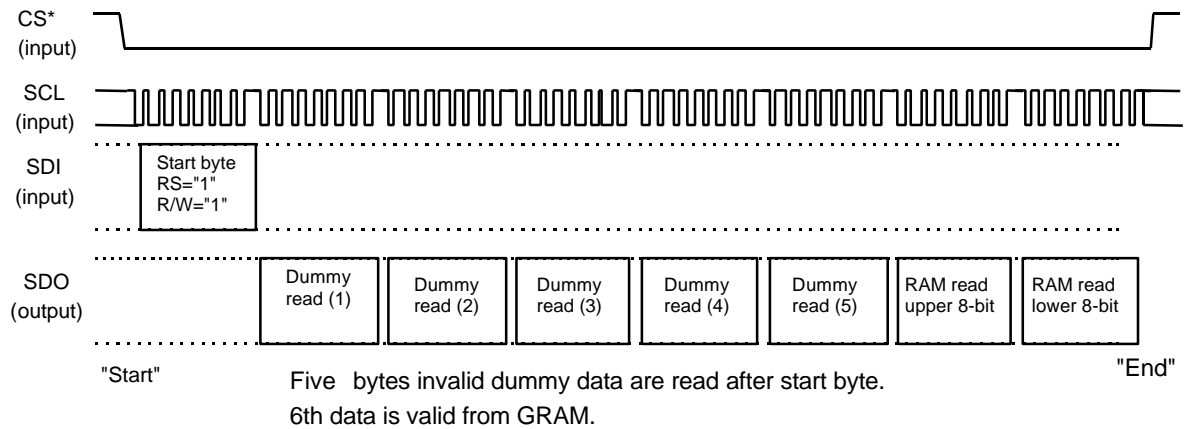 CS*
(input)
SCL
(input)
SDI
(input)
Start byte
RS="1"
R/W="1"
SDO
(output)
Dummy
read (1)
Dummy
read (2)
Dummy
read (3)
Dummy
read (4)
Dummy
read (5)
RAM read
upper 8-bit
RAM read
lower 8-bit
"Start"
"End"
Five bytes invalid dummy data are read after start byte.
6th data is valid from GRAM.